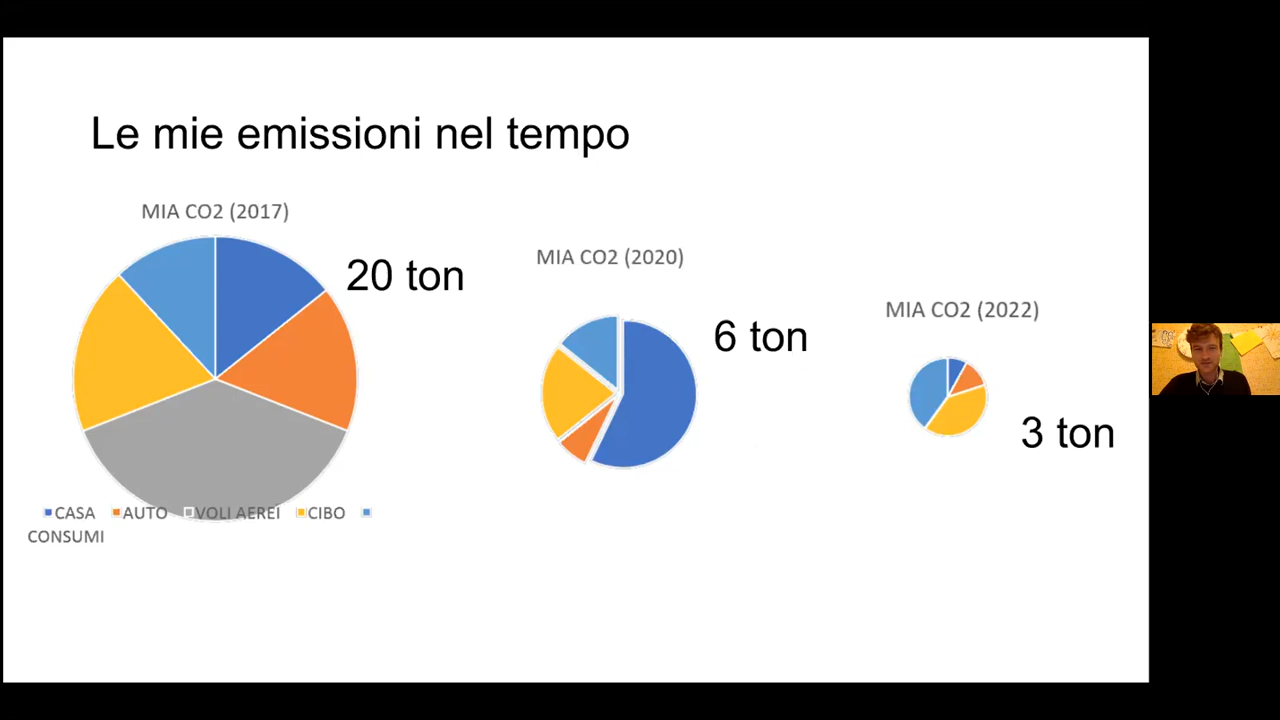 Le mie emissioni nel tempo
MIA CO2 (2017)
20 ton
MIA CO2 (2020)
6 ton
MIA CO2 (2022)
3 ton
CASA AUTO VOLI AEREI CIBO
CONSUMI